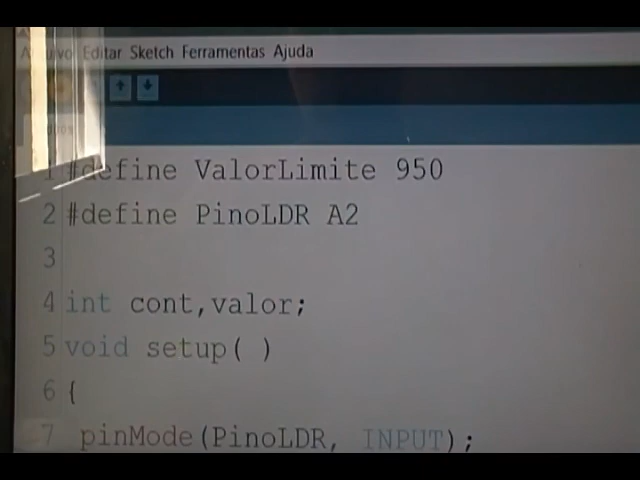 Editar Sketch Ferramentas Ajuda
1 #define ValorLimite 950
2 #define PinoLDR A2
3
4 int cont,valor;
5 void setup( )
6 {
7 pinMode(PinoLDR, INPUT);